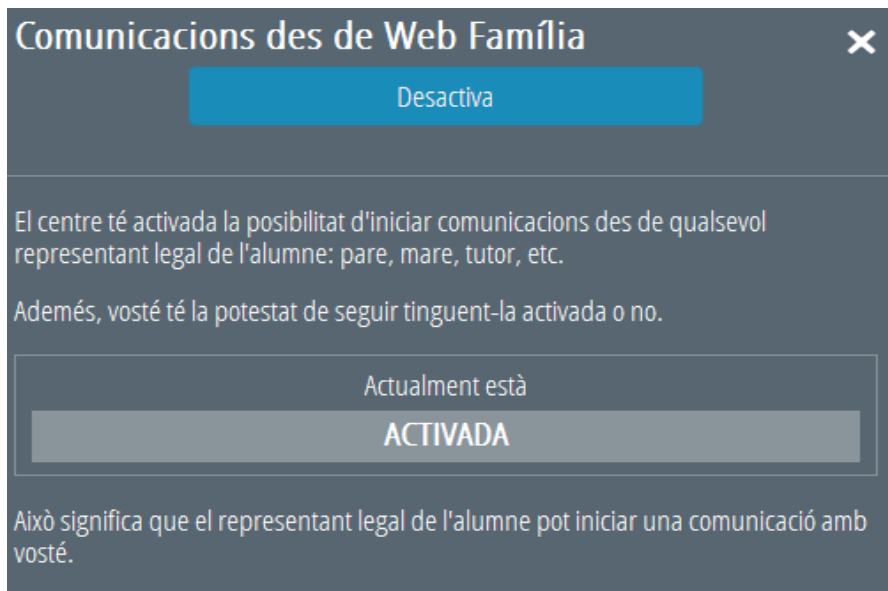 Comunicacions des de Web Família
Desactiva
El centre té activada la posibilitat d'iniciar comunicacions des de qualsevol
representant legal de l'alumne: pare, mare, tutor, etc.
Además, vosté té la potestat de seguir tinguent-la activada o no.
Actualment està
ACTIVADA
Això significa que el representant legal de l'alumne pot iniciar una comunicació amb
vosté.